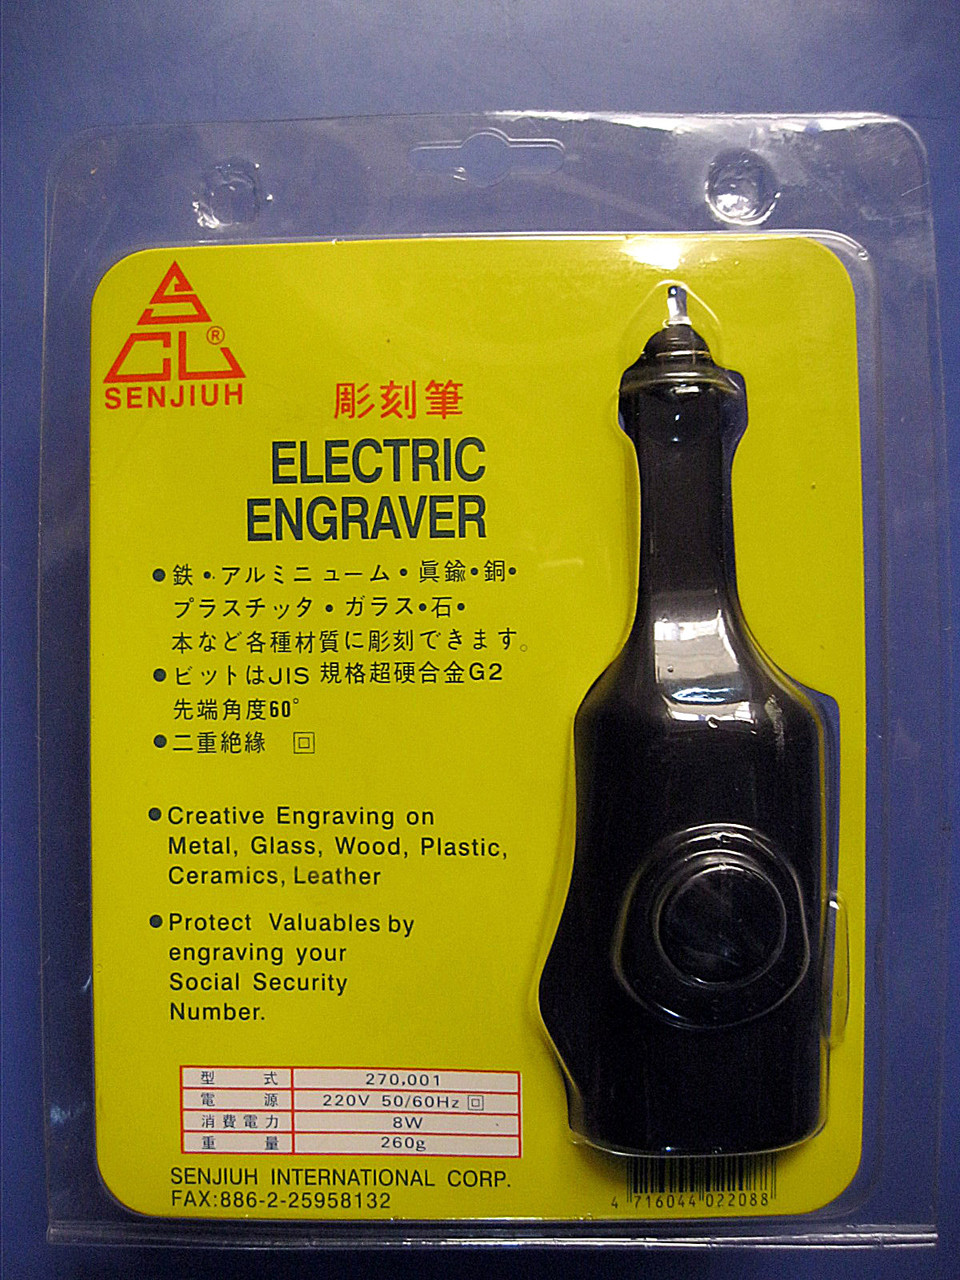 SCL®
SENJIUH
彫刻筆
ELECTRIC
ENGRAVER
●鉄・アルミニューム・眞鍮・銅・
プラスチッタ・ガラス・石・
本など各種材質に彫刻できます。
●ビットはJIS 規格超硬合金G2
先端角度60°
●二重絶緣 回
●Creative Engraving on
Metal, Glass, Wood, Plastic,
Ceramics, Leather
●Protect Valuables by
engraving your
Social Security
Number.
型式 270.001
電源 220V 50/60Hz 回
消費電力 8W
重量 260g
SENJIUH INTERNATIONAL CORP.
FAX:886-2-25958132
4 716044 022088